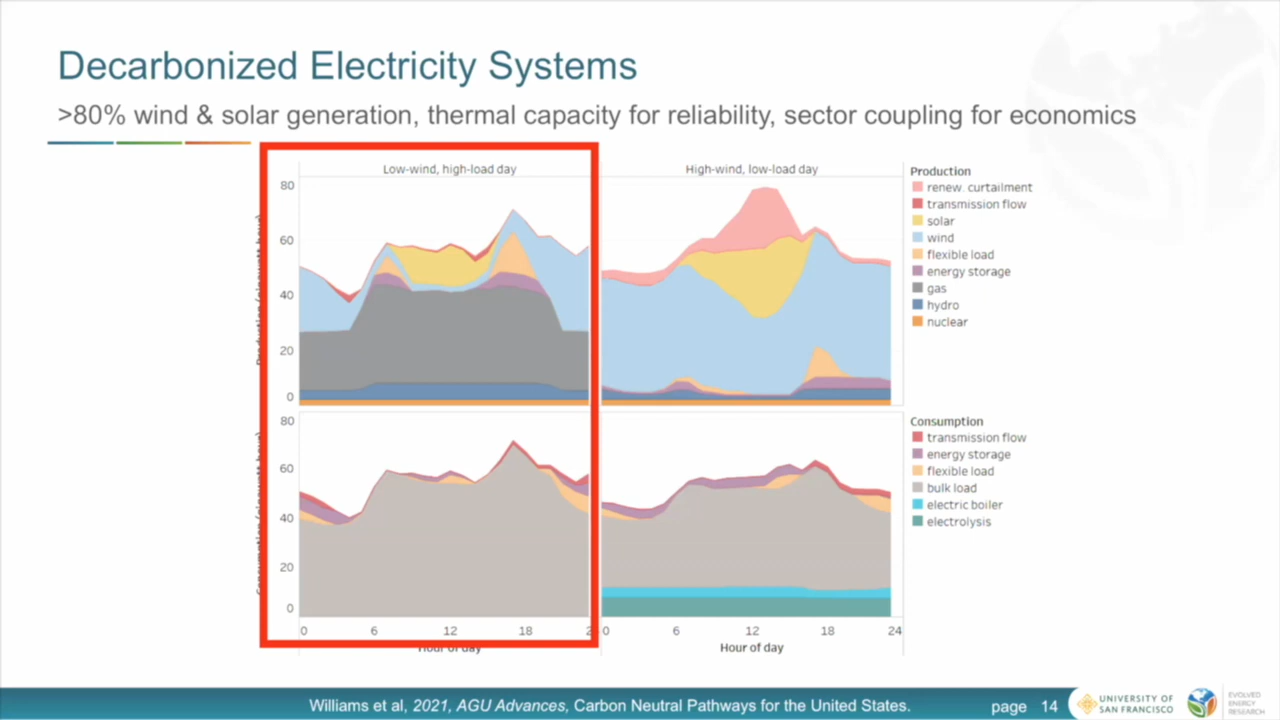 Decarbonized Electricity Systems
>80% wind & solar generation, thermal capacity for reliability, sector coupling for economics
Low-wind, high-load day
High-wind, low-load day
80
60
40
20
0
80
60
40
20
0
0 6 12 18 2
0 6 12 18 24
Hour of day
Hour of day
Production
renew. curtailment
transmission flow
solar
wind
flexible load
energy storage
gas
hydro
nuclear
Consumption
transmission flow
energy storage
flexible load
bulk load
electric boiler
electrolysis
Williams et al, 2021, AGU Advances, Carbon Neutral Pathways for the United States.
page 14
UNIVERSITY OF
SAN FRANCISCO
EVOLVED
ENERGY
RESEARCH